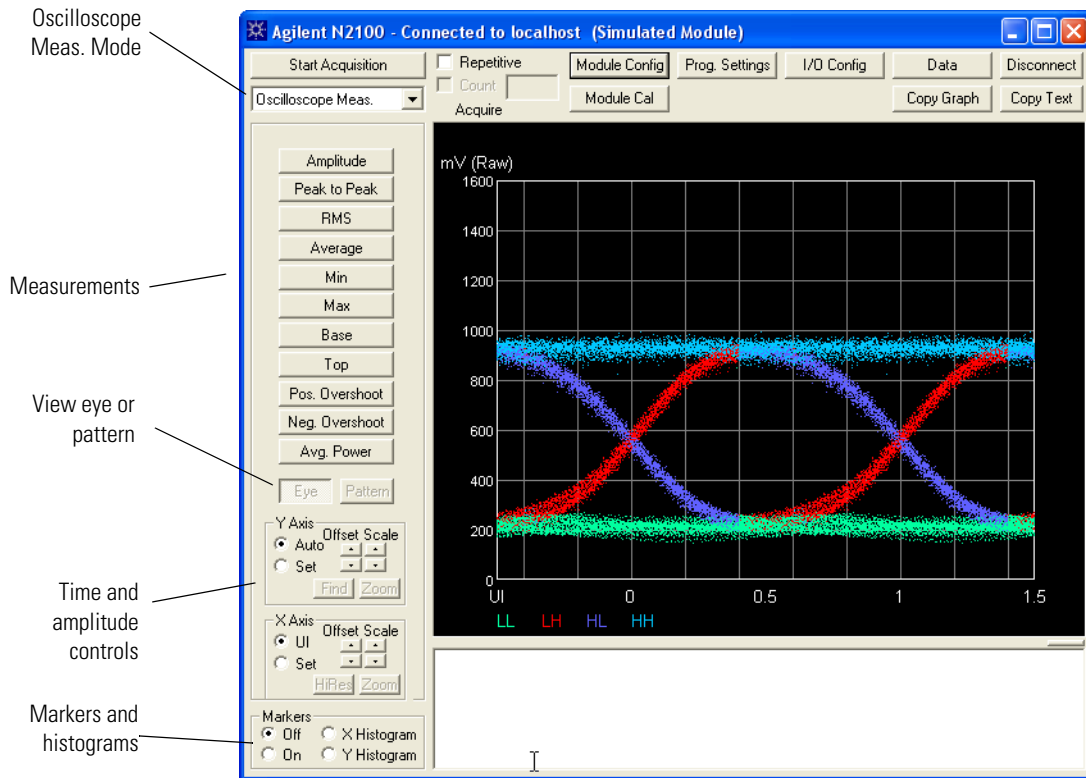 Oscilloscope
Meas. Mode
Agilent N2100 - Connected to localhost (Simulated Module)
Start Acquisition
Repetitive
Module Config
Prog. Settings
I/O Config
Data
Disconnect
Oscilloscope Meas.
Count
Acquire
Module Cal
Copy Graph
Copy Text
Measurements
Amplitude
Peak to Peak
RMS
Average
Min
Max
Base
Top
Pos. Overshoot
Neg. Overshoot
Avg. Power
View eye or
pattern
Eye
Pattern
Time and
amplitude
controls
Y Axis
Offset Scale
Auto
Set
Find
Zoom
X Axis
Offset Scale
UI
Set
HiRes
Zoom
Markers and
histograms
Markers
Off
X Histogram
On
Y Histogram
mV (Raw)
1600
1400
1200
1000
800
600
400
200
0
UI
0
0.5
1
1.5
LL
LH
HL
HH